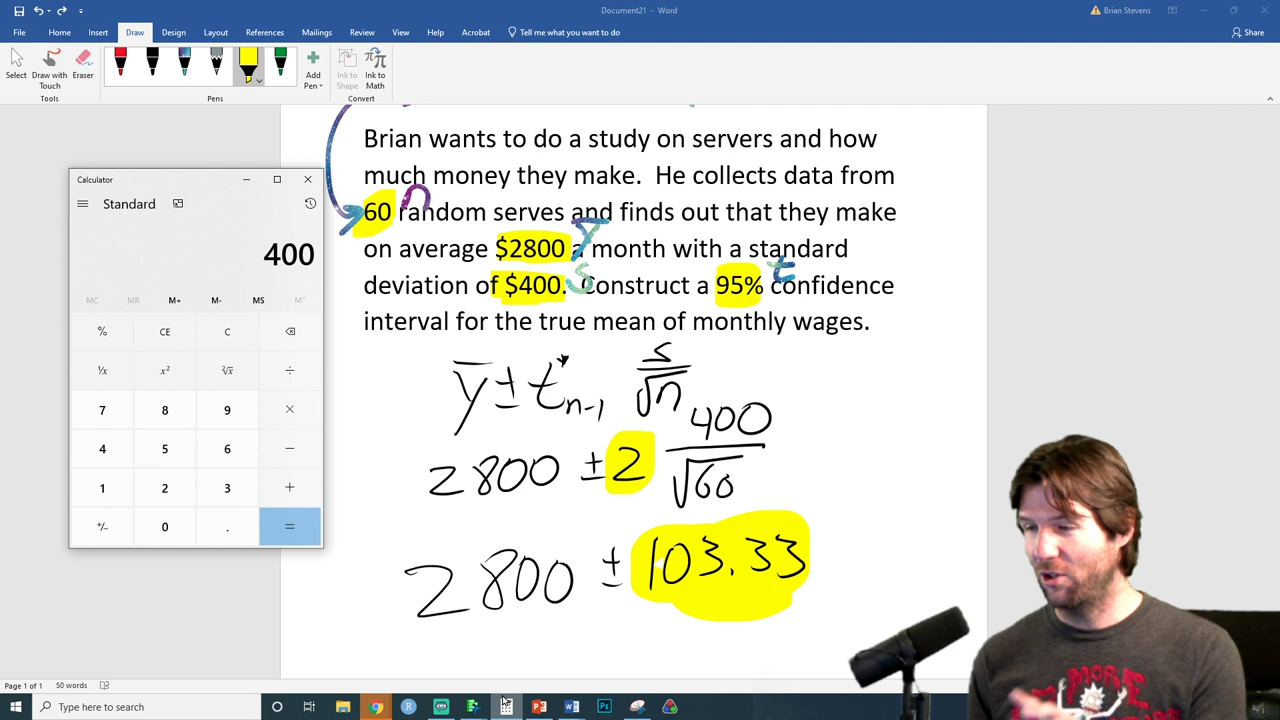 Document21 - Word
Brian Stevens
File Home Insert Draw Design Layout References Mailings Review View Help Acrobat Tell me what you want to do Share
Select Draw with Touch Eraser Add Pen Ink to Shape Ink to Math
Tools Pens Convert
Brian wants to do a study on servers and how
much money they make. He collects data from
60 n random serves and finds out that they make
on average $2800 a month with a standard
deviation of $400. s Construct a 95% t confidence
interval for the true mean of monthly wages.
ȳ ± t*n-1 s/√n
2800 ± 2 400/√60
2800 ± 103.33
Calculator
Standard
400
MC MR M+ M- MS M˅
% CE C
¹/x x² ²√x ÷
7 8 9 ×
4 5 6 −
1 2 3 +
+/− 0 . =
Page 1 of 1 50 words
Type here to search
MORE